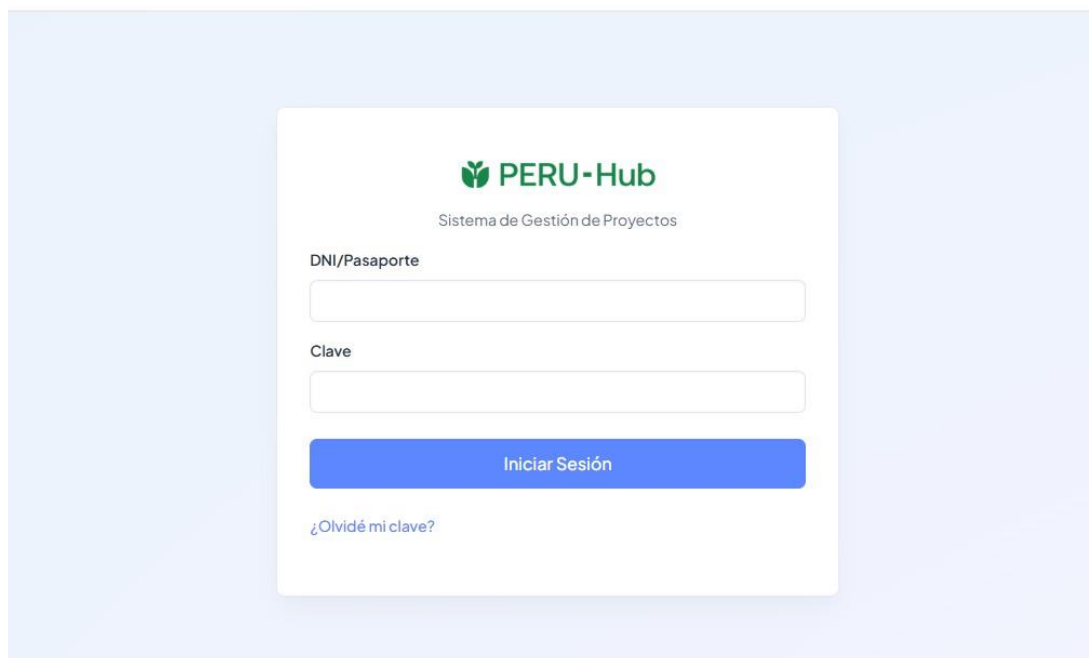 PERU-Hub
Sistema de Gestión de Proyectos
DNI/Pasaporte
Clave
Iniciar Sesión
¿Olvidé mi clave?